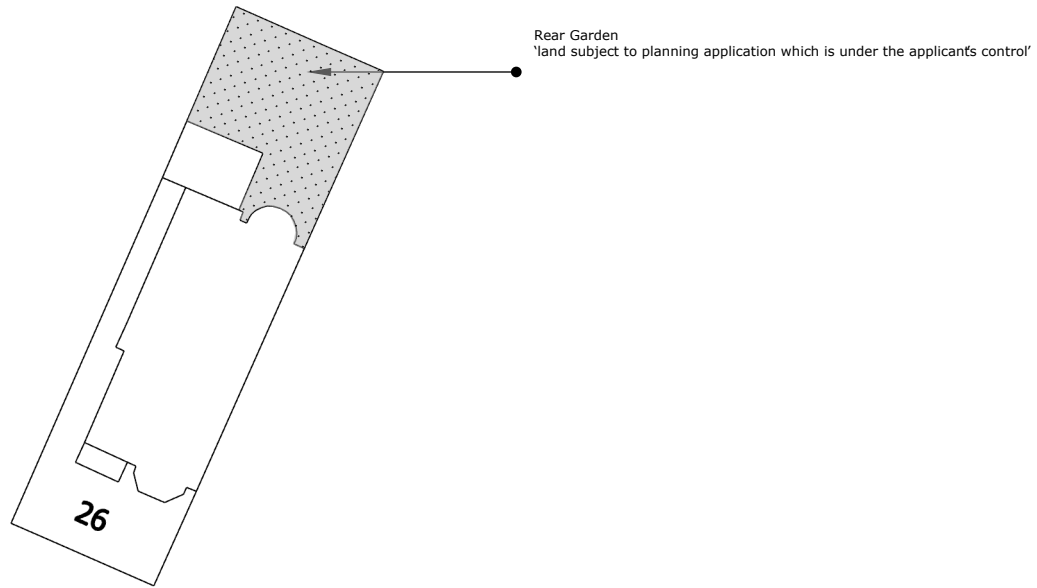 Rear Garden
‘land subject to planning application which is under the applicant's control’
26